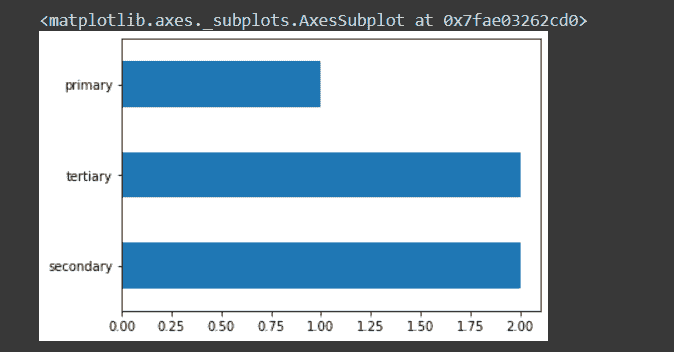 <matplotlib.axes._subplots.AxesSubplot at 0x7fae03262cd0>
primary
tertiary
secondary
0.00 0.25 0.50 0.75 1.00 1.25 1.50 1.75 2.00